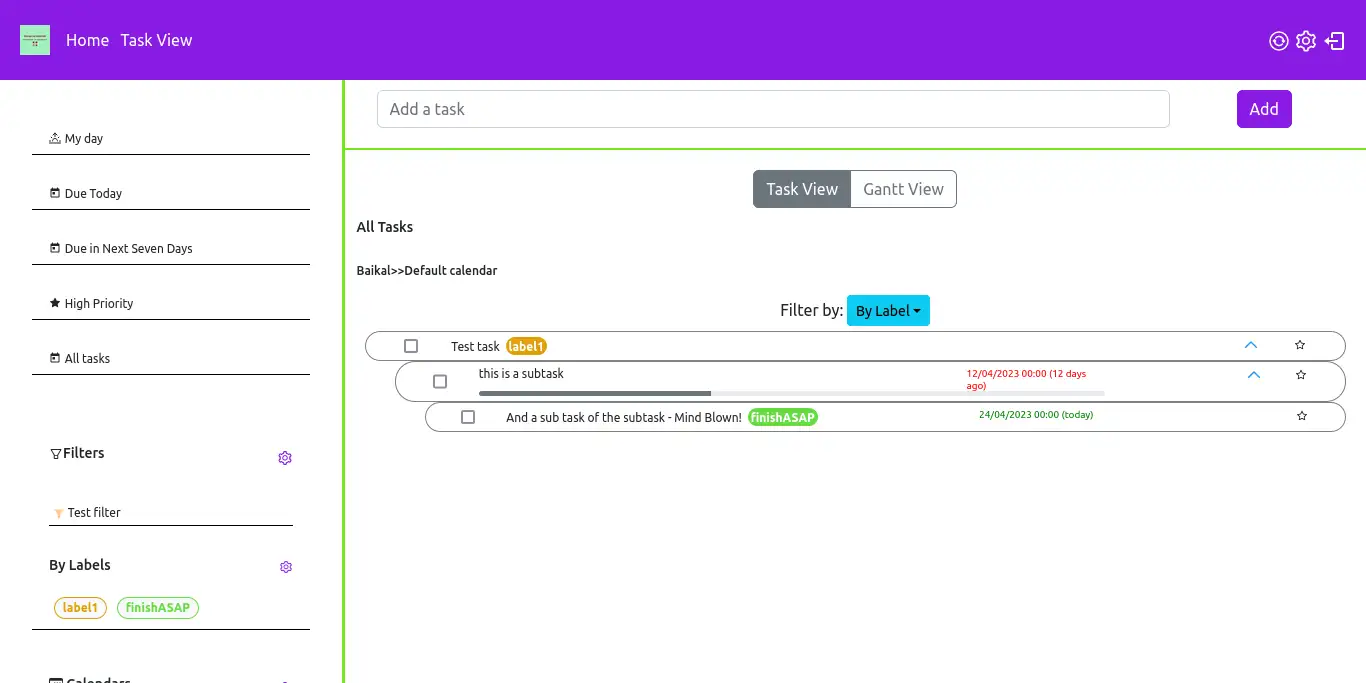 Home Task View
My day
Due Today
Due in Next Seven Days
High Priority
All tasks
Filters
Test filter
By Labels
label1 finishASAP
Calendars
Add a task Add
Task View Gantt View
All Tasks
Baikal>>Default calendar
Filter by: By Label
Test task label1
this is a subtask 12/04/2023 00:00 (12 days
ago)
And a sub task of the subtask - Mind Blown! finishASAP 24/04/2023 00:00 (today)